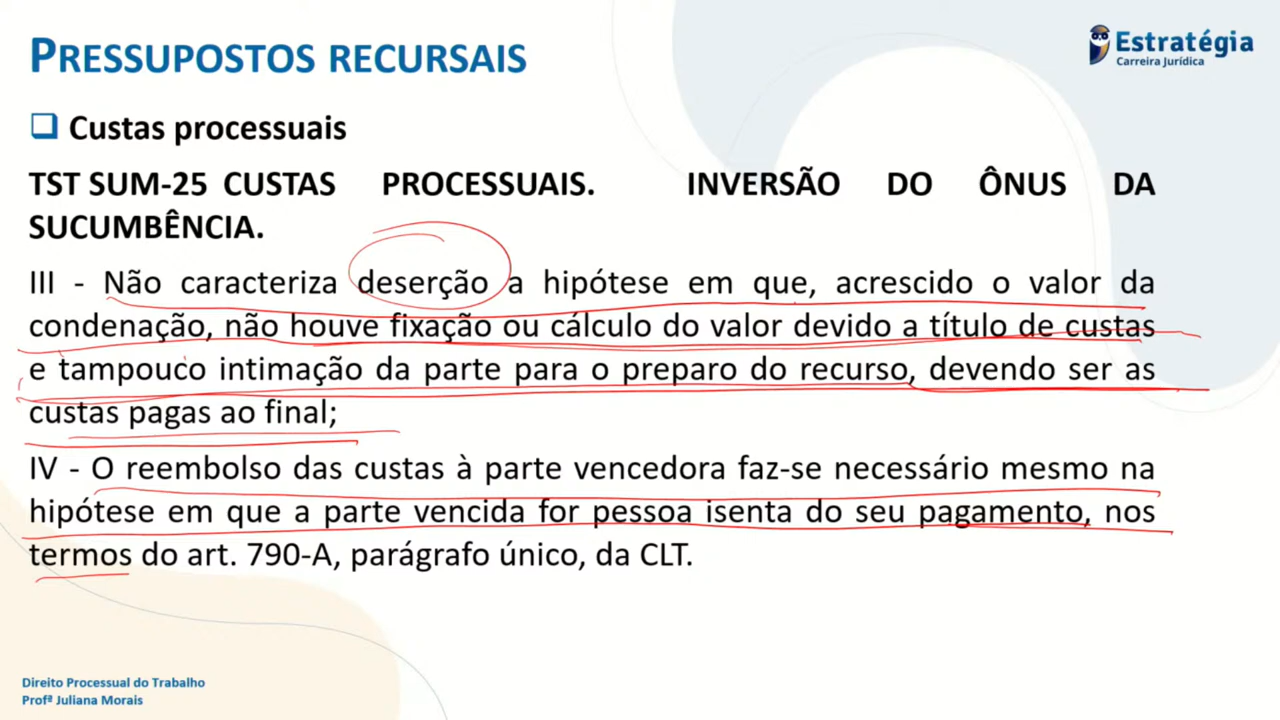 PRESSUPOSTOS RECURSAIS
Estratégia
Carreira Jurídica
Custas processuais
TST SUM-25 CUSTAS PROCESSUAIS. INVERSÃO DO ÔNUS DA
SUCUMBÊNCIA.
III - Não caracteriza deserção a hipótese em que, acrescido o valor da
condenação, não houve fixação ou cálculo do valor devido a título de custas
e tampouco intimação da parte para o preparo do recurso, devendo ser as
custas pagas ao final;
IV - O reembolso das custas à parte vencedora faz-se necessário mesmo na
hipótese em que a parte vencida for pessoa isenta do seu pagamento, nos
termos do art. 790-A, parágrafo único, da CLT.
Direito Processual do Trabalho
Profª Juliana Morais